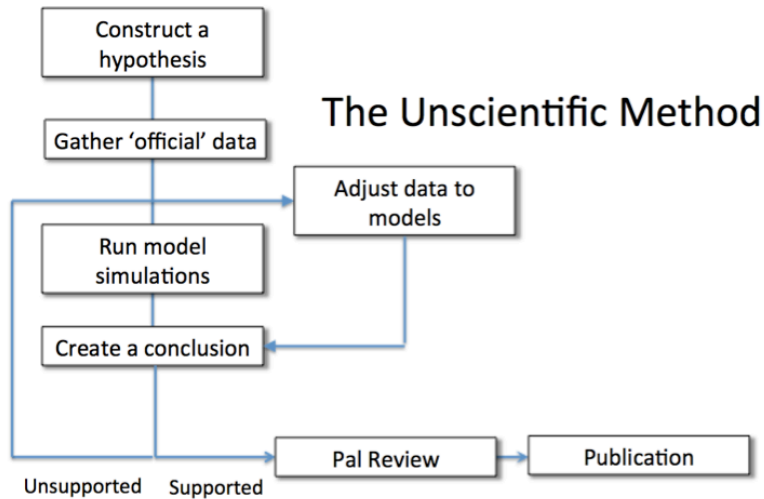 Construct a
hypothesis
The Unscientific Method
Gather ‘official’ data
Adjust data to
models
Run model
simulations
Create a conclusion
Pal Review
Publication
Unsupported
Supported